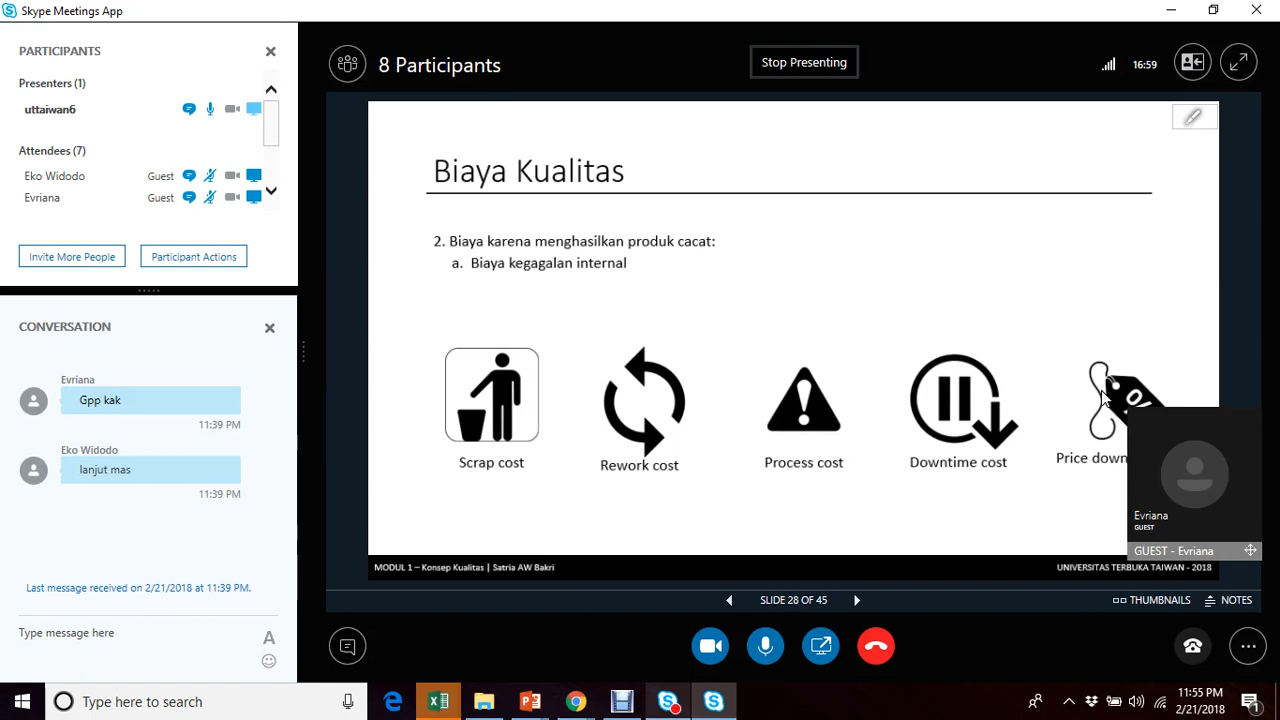 Skype Meetings App
PARTICIPANTS
Presenters (1)
uttaiwan6
Attendees (7)
Eko Widodo Guest
Evriana Guest
Invite More People
Participant Actions
CONVERSATION
Evriana
Gpp kak
11:39 PM
Eko Widodo
lanjut mas
11:39 PM
Last message received on 2/21/2018 at 11:39 PM.
Type message here
A
8 Participants
Stop Presenting
16:59
Biaya Kualitas
2. Biaya karena menghasilkan produk cacat:
a. Biaya kegagalan internal
Scrap cost
Rework cost
Process cost
Downtime cost
Price down
Evriana
GUEST
GUEST - Evriana
MODUL 1 – Konsep Kualitas | Satria AW Bakri
UNIVERSITAS TERBUKA TAIWAN - 2018
SLIDE 28 OF 45
THUMBNAILS
NOTES
Type here to search
11:55 PM
2/21/2018
1